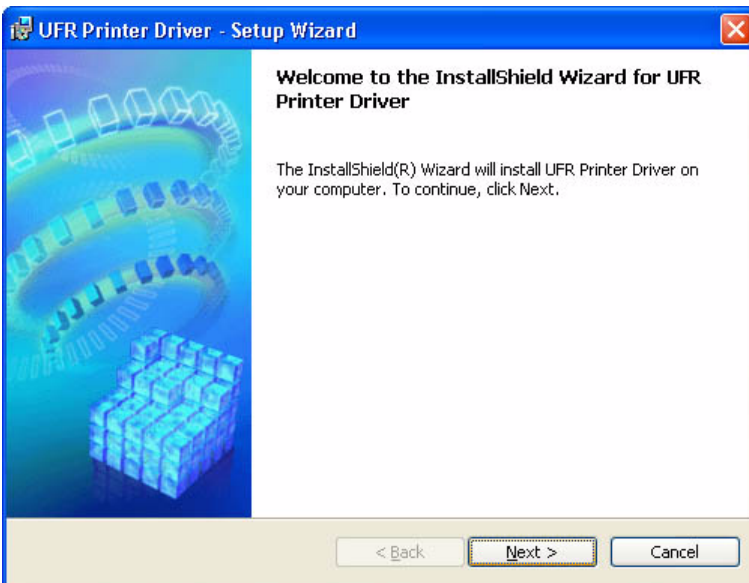 UFR Printer Driver - Setup Wizard
Welcome to the InstallShield Wizard for UFR
Printer Driver
The InstallShield(R) Wizard will install UFR Printer Driver on
your computer. To continue, click Next.
< Back Next > Cancel